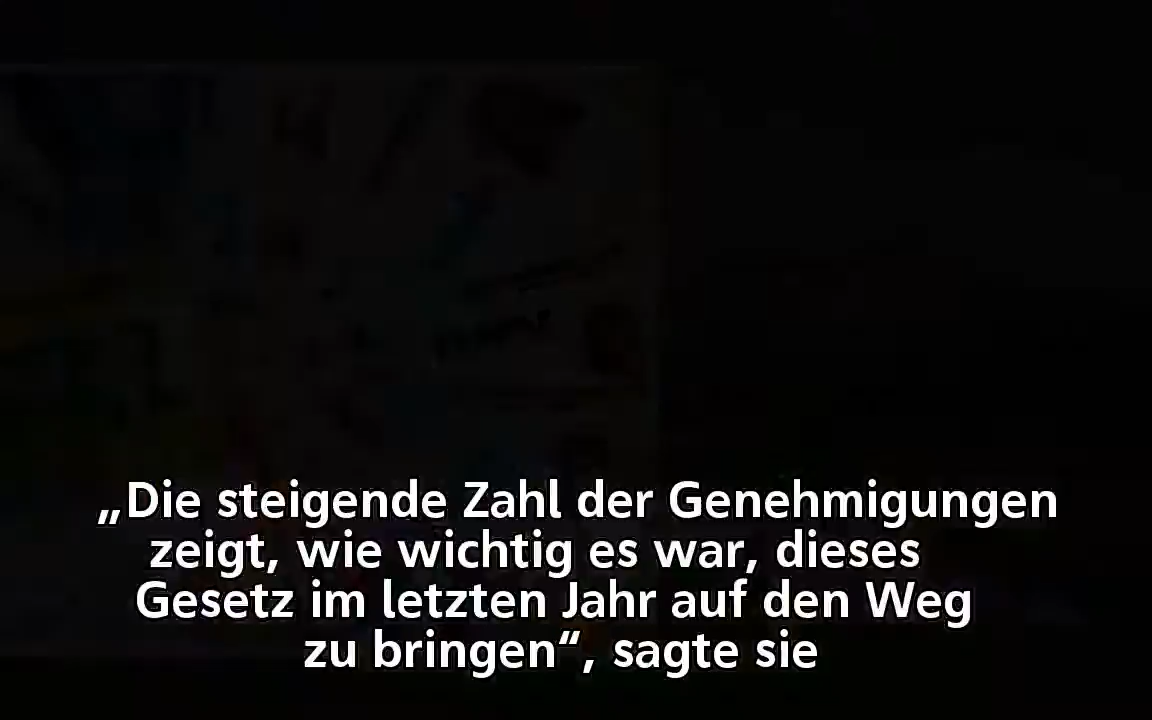 „Die steigende Zahl der Genehmigungen
zeigt, wie wichtig es war, dieses
Gesetz im letzten Jahr auf den Weg
zu bringen“, sagte sie